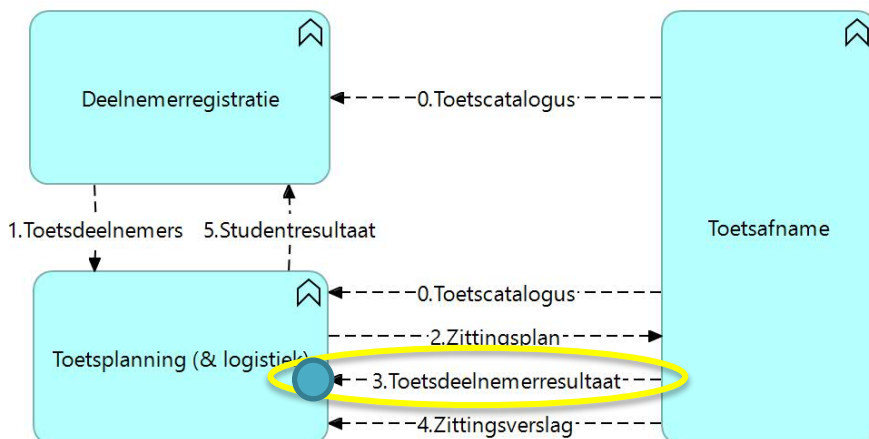 Deelnemerregistratie
0.Toetscatalogus
Toetsafname
1.Toetsdeelnemers
5.Studentresultaat
0.Toetscatalogus
2.Zittingsplan
Toetsplanning (& logistiek)
3.Toetsdeelnemerresultaat
4.Zittingsverslag